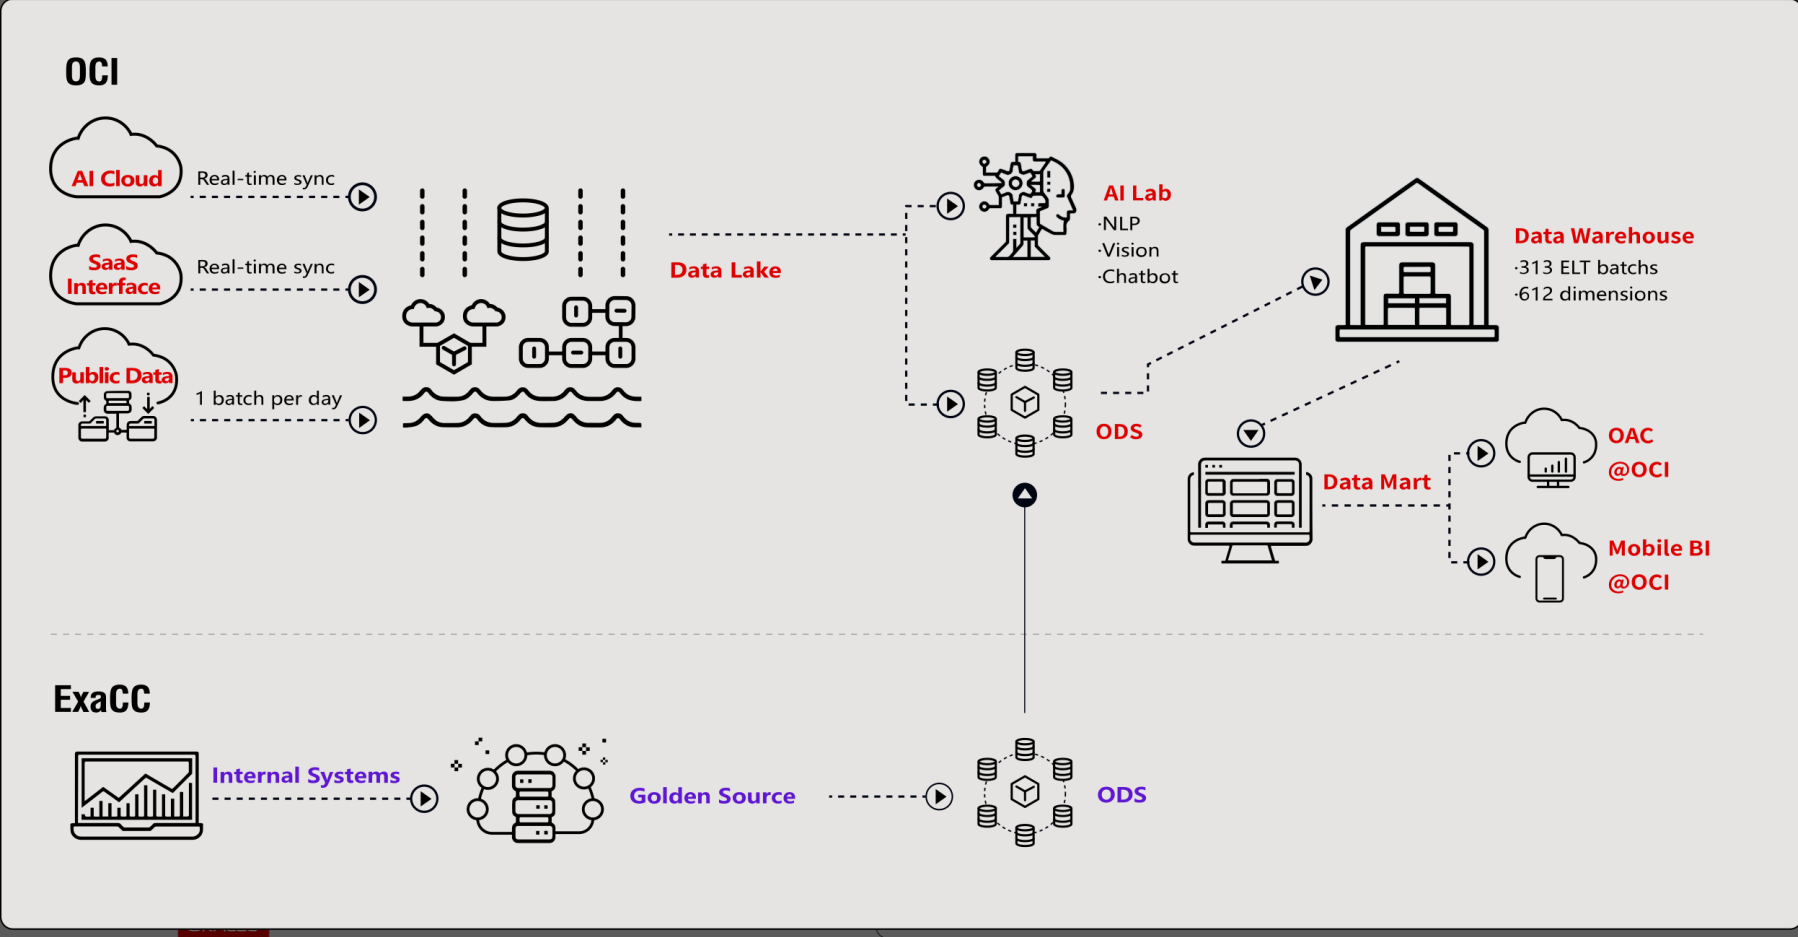 OCI
AI Cloud
Real-time sync
SaaS
Interface
Real-time sync
Public Data
1 batch per day
Data Lake
AI Lab
·NLP
·Vision
·Chatbot
ODS
Data Warehouse
·313 ELT batchs
·612 dimensions
Data Mart
OAC
@OCI
Mobile BI
@OCI
ExaCC
Internal Systems
Golden Source
ODS